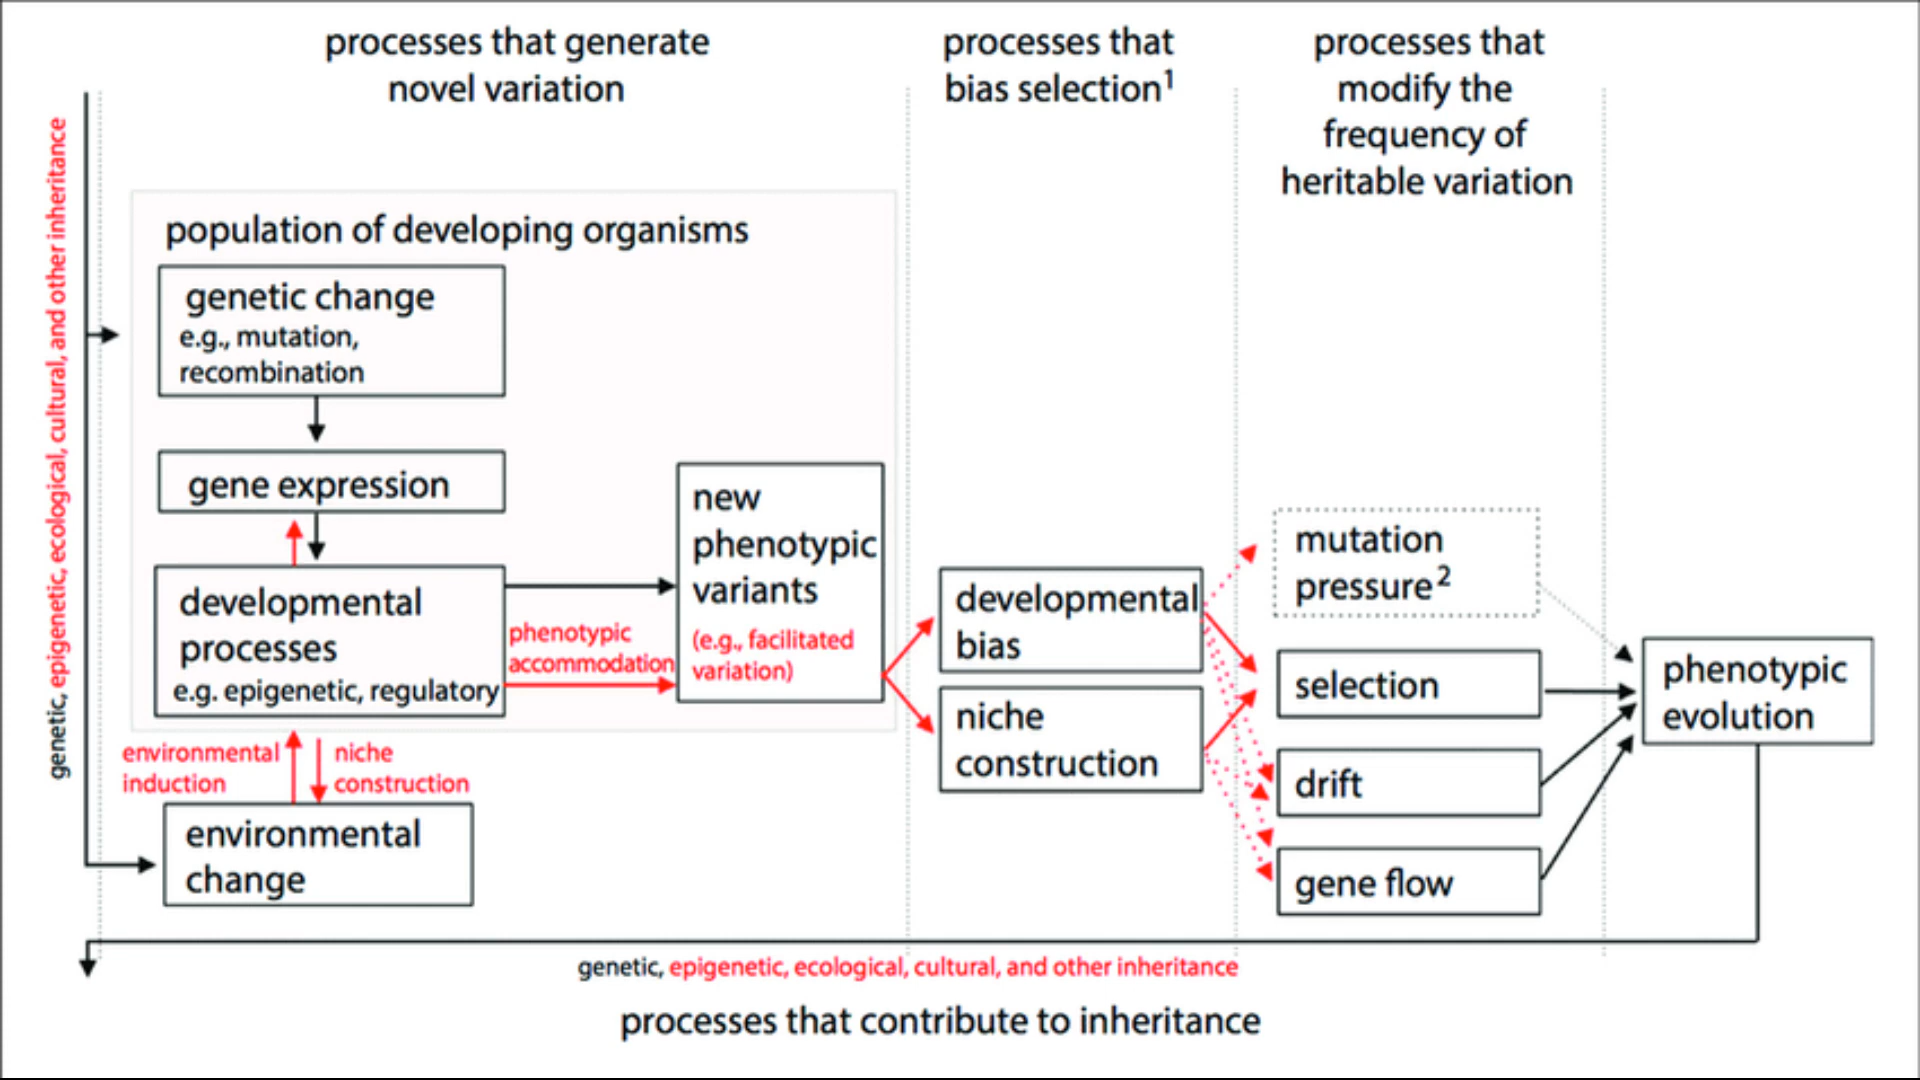 processes that generate
novel variation
processes that
bias selection¹
processes that
modify the
frequency of
heritable variation
genetic, epigenetic, ecological, cultural, and other inheritance
population of developing organisms
genetic change
e.g., mutation,
recombination
gene expression
developmental
processes
e.g. epigenetic, regulatory
phenotypic
accommodation
new
phenotypic
variants
(e.g., facilitated
variation)
environmental
induction
niche
construction
environmental
change
developmental
bias
niche
construction
mutation
pressure²
selection
drift
gene flow
phenotypic
evolution
genetic, epigenetic, ecological, cultural, and other inheritance
processes that contribute to inheritance